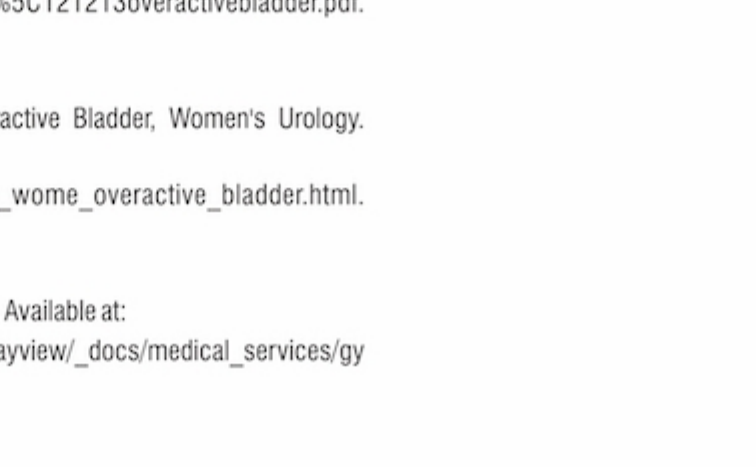 %5C121213overactivebladder.pdf.
active Bladder, Women's Urology.
_wome_overactive_bladder.html.
Available at:
ayview/_docs/medical_services/gy